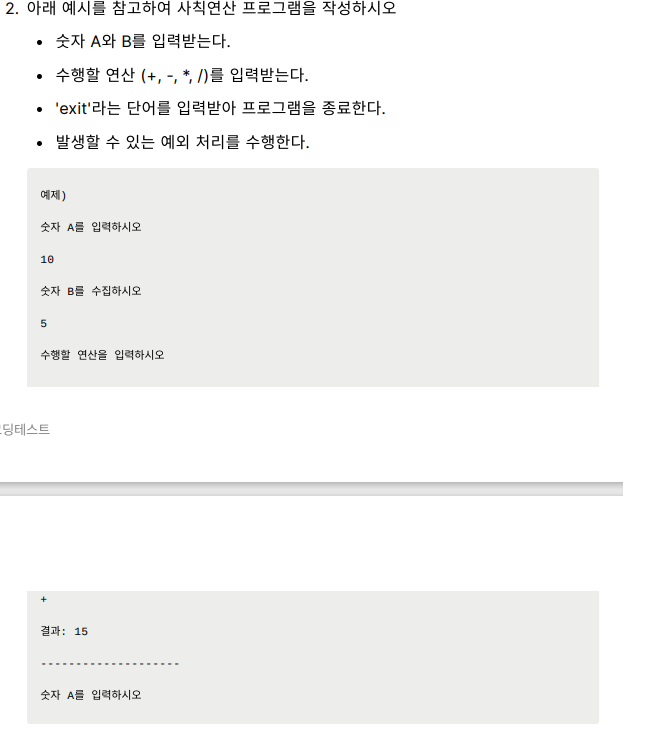 2. 아래 예시를 참고하여 사칙연산 프로그램을 작성하시오
• 숫자 A와 B를 입력받는다.
• 수행할 연산 (+, -, *, /)를 입력받는다.
• 'exit'라는 단어를 입력받아 프로그램을 종료한다.
• 발생할 수 있는 예외 처리를 수행한다.
예제)
숫자 A를 입력하시오
10
숫자 B를 수집하시오
5
수행할 연산을 입력하시오
딩테스트
+
결과: 15
--------------------
숫자 A를 입력하시오